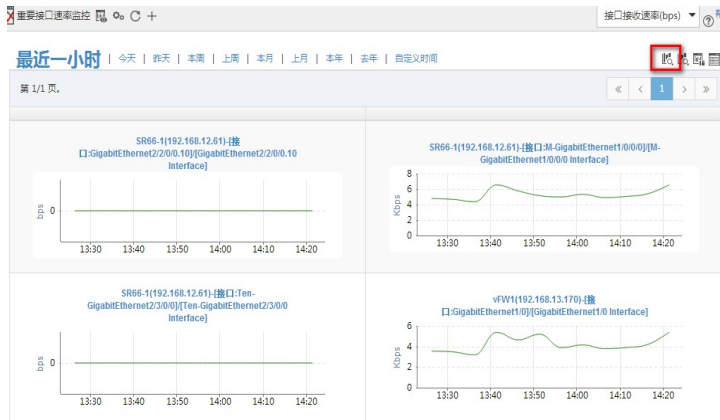 重要接口速率监控
接口接收速率(bps)
最近一小时 | 今天 | 昨天 | 本周 | 上周 | 本月 | 上月 | 本年 | 去年 | 自定义时间
第 1/1 页。
« < 1 > »
SR66-1(192.168.12.61)-[接
口:GigabitEthernet2/2/0/0.10]/[GigabitEthernet2/2/0/0.10
Interface]
bps
0
13:30 13:40 13:50 14:00 14:10 14:20
SR66-1(192.168.12.61)-[接口:M-GigabitEthernet1/0/0/0]/[M-
GigabitEthernet1/0/0/0 Interface]
Kbps
8
6
4
2
0
13:30 13:40 13:50 14:00 14:10 14:20
SR66-1(192.168.12.61)-[接口:Ten-
GigabitEthernet2/3/0/0]/[Ten-GigabitEthernet2/3/0/0
Interface]
bps
0
13:30 13:40 13:50 14:00 14:10 14:20
vFW1(192.168.13.170)-[接
口:GigabitEthernet1/0]/[GigabitEthernet1/0 Interface]
Kbps
6
4
2
0
13:30 13:40 13:50 14:00 14:10 14:20